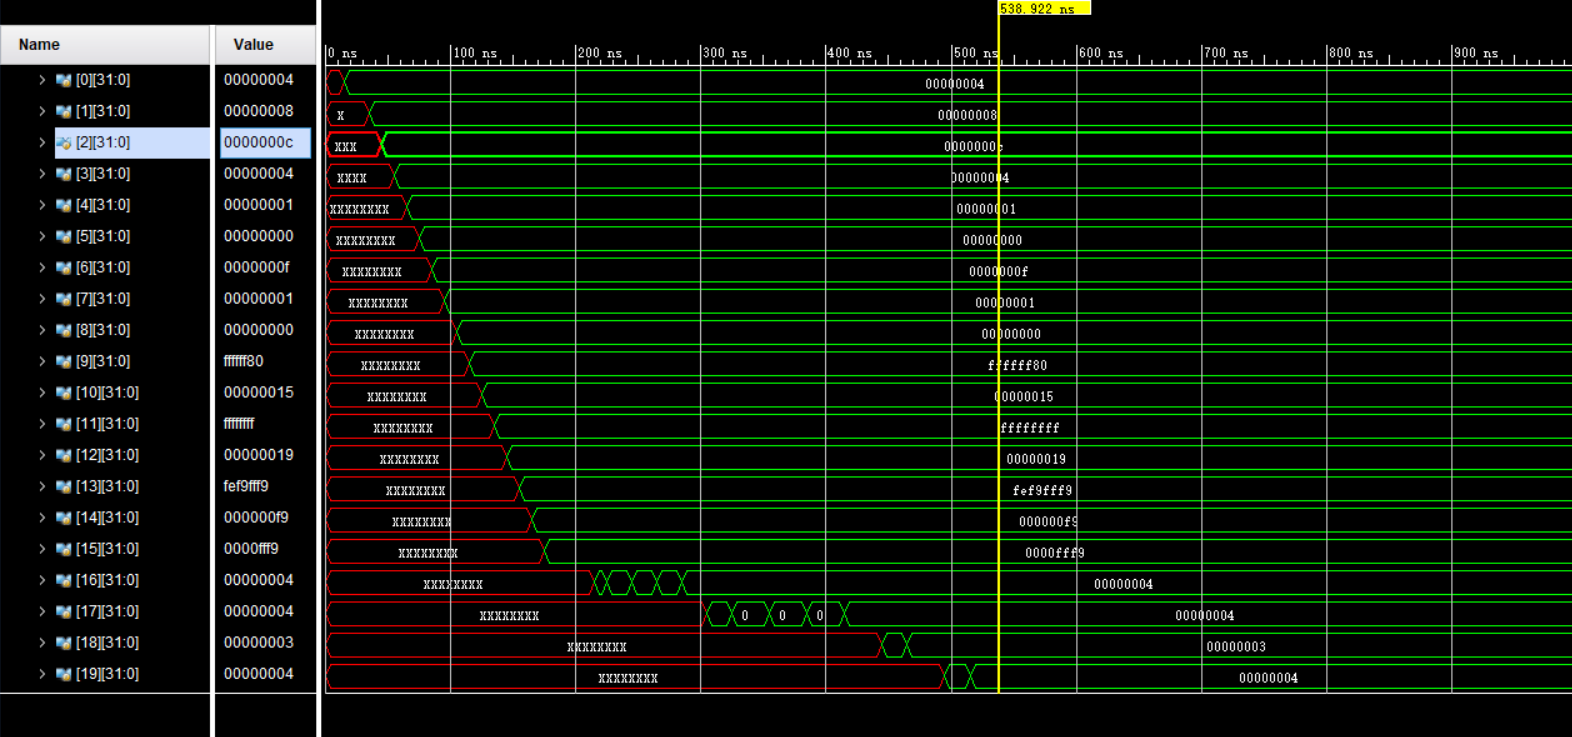 538.922 ns
Name Value 0 ns 100 ns 200 ns 300 ns 400 ns 500 ns 600 ns 700 ns 800 ns 900 ns
[0][31:0] 00000004 00000004
[1][31:0] 00000008 X 00000008
[2][31:0] 0000000c XXX 0000000c
[3][31:0] 00000004 XXXX 00000004
[4][31:0] 00000001 XXXXXXXX 00000001
[5][31:0] 00000000 XXXXXXXX 00000000
[6][31:0] 0000000f XXXXXXXX 0000000f
[7][31:0] 00000001 XXXXXXXX 00000001
[8][31:0] 00000000 XXXXXXXX 00000000
[9][31:0] ffffff80 XXXXXXXX ffffff80
[10][31:0] 00000015 XXXXXXXX 00000015
[11][31:0] ffffffff XXXXXXXX ffffffff
[12][31:0] 00000019 XXXXXXXX 00000019
[13][31:0] fef9fff9 XXXXXXXX fef9fff9
[14][31:0] 000000f9 XXXXXXXX 000000f9
[15][31:0] 0000fff9 XXXXXXXX 0000fff9
[16][31:0] 00000004 XXXXXXXX 00000004
[17][31:0] 00000004 XXXXXXXX 0 0 0 00000004
[18][31:0] 00000003 XXXXXXXX 00000003
[19][31:0] 00000004 XXXXXXXX 00000004